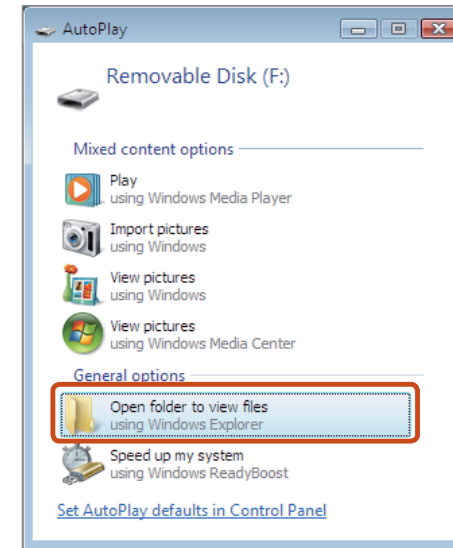 AutoPlay
Removable Disk (F:)
Mixed content options
Play
using Windows Media Player
Import pictures
using Windows
View pictures
using Windows
View pictures
using Windows Media Center
General options
Open folder to view files
using Windows Explorer
Speed up my system
using Windows ReadyBoost
Set AutoPlay defaults in Control Panel